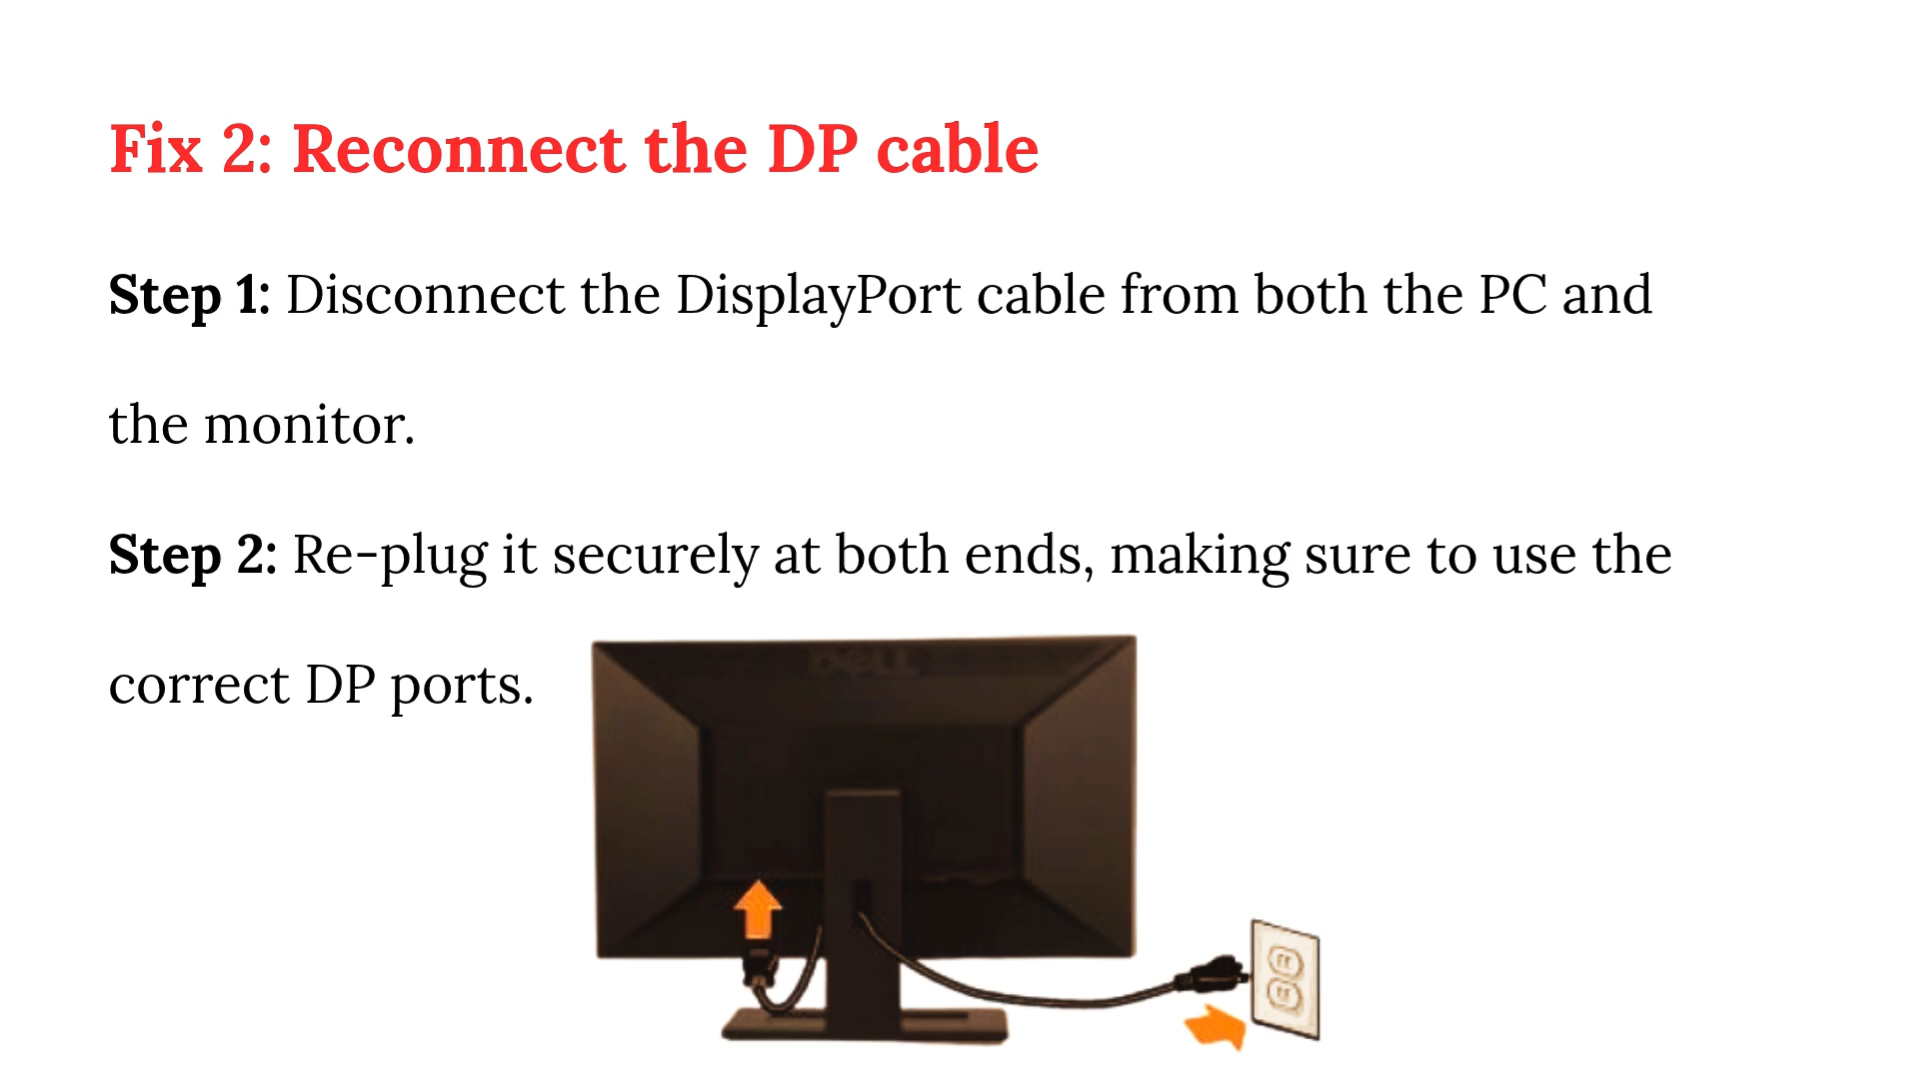 Fix 2: Reconnect the DP cable
Step 1: Disconnect the DisplayPort cable from both the PC and
the monitor.
Step 2: Re-plug it securely at both ends, making sure to use the
correct DP ports.
DELL